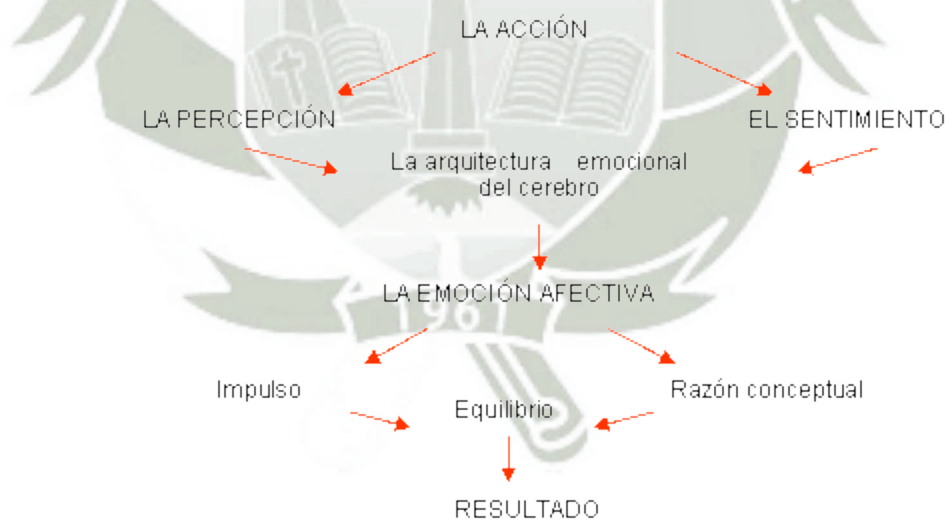 LA ACCIÓN
LA PERCEPCIÓN
EL SENTIMIENTO
La arquitectura emocional
del cerebro
LA EMOCIÓN AFECTIVA
1961
Impulso
Razón conceptual
Equilibrio
RESULTADO